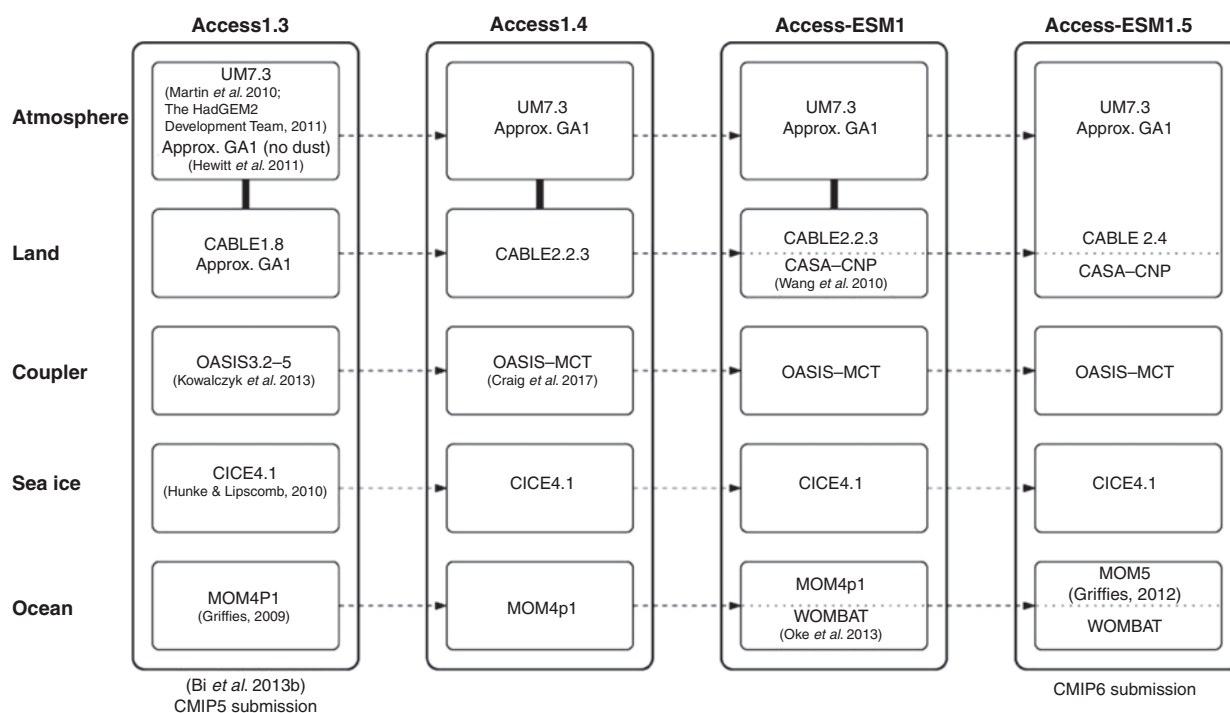 Access1.3
Access1.4
Access-ESM1
Access-ESM1.5
Atmosphere
UM7.3
(Martin et al. 2010;
The HadGEM2
Development Team, 2011)
Approx. GA1 (no dust)
(Hewitt et al. 2011)
UM7.3
Approx. GA1
UM7.3
Approx. GA1
UM7.3
Approx. GA1
Land
CABLE1.8
Approx. GA1
CABLE2.2.3
CABLE2.2.3
CASA–CNP
(Wang et al. 2010)
CABLE 2.4
CASA–CNP
Coupler
OASIS3.2–5
(Kowalczyk et al. 2013)
OASIS–MCT
(Craig et al. 2017)
OASIS–MCT
OASIS–MCT
Sea ice
CICE4.1
(Hunke & Lipscomb, 2010)
CICE4.1
CICE4.1
CICE4.1
Ocean
MOM4P1
(Griffies, 2009)
MOM4p1
MOM4p1
WOMBAT
(Oke et al. 2013)
MOM5
(Griffies, 2012)
WOMBAT
(Bi et al. 2013b)
CMIP5 submission
CMIP6 submission